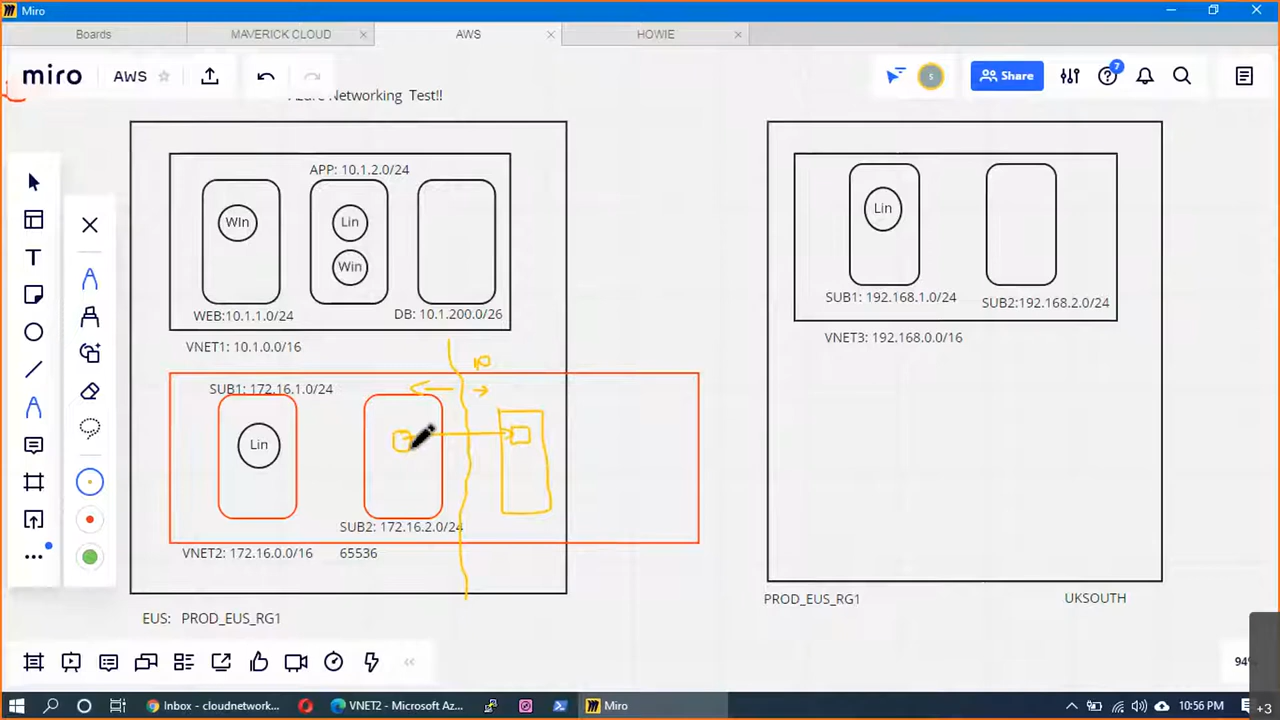 Miro
Boards
MAVERICK CLOUD
AWS
HOWIE
miro
AWS
Share
7
s
Azure Networking Test!!
APP: 10.1.2.0/24
WIn
Lin
Win
WEB:10.1.1.0/24
DB: 10.1.200.0/26
VNET1: 10.1.0.0/16
SUB1: 172.16.1.0/24
Lin
SUB2: 172.16.2.0/24
VNET2: 172.16.0.0/16
65536
EUS: PROD_EUS_RG1
Lin
SUB1: 192.168.1.0/24
SUB2:192.168.2.0/24
VNET3: 192.168.0.0/16
PROD_EUS_RG1
UKSOUTH
94%
Inbox - cloudnetwork...
VNET2 - Microsoft Az...
Miro
10:56 PM
+3